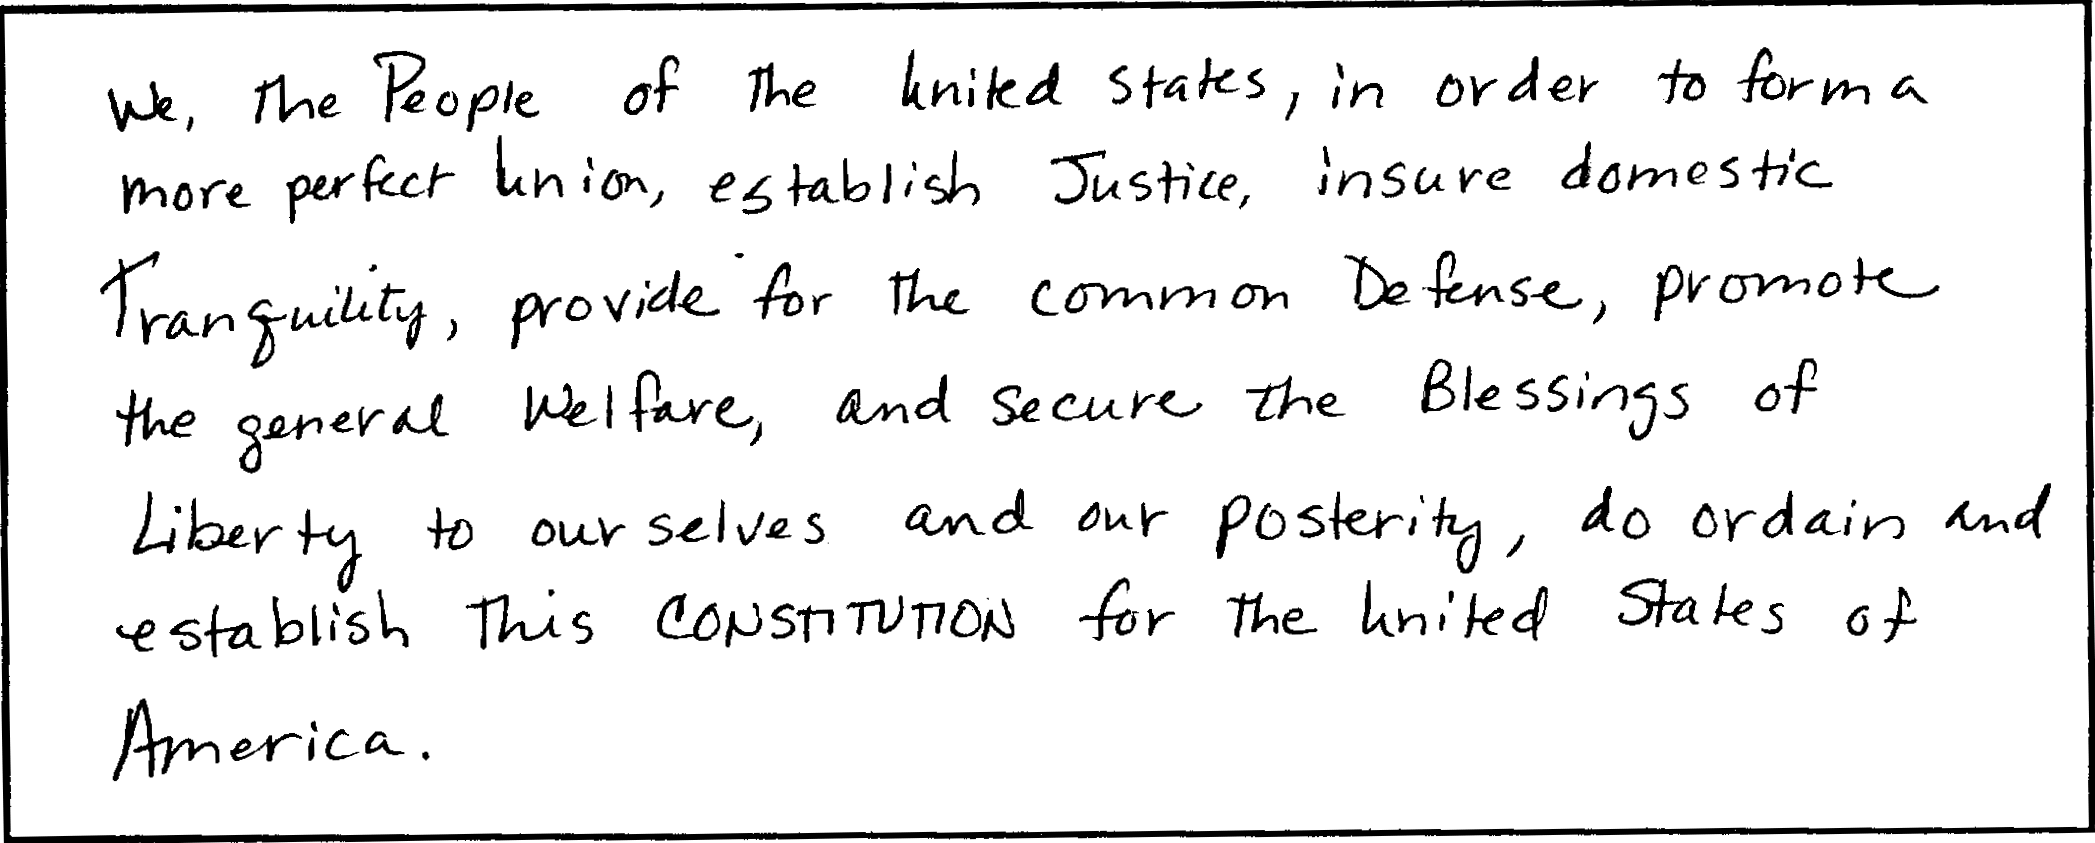 We, the People of the United States, in order to form a
more perfect Union, establish Justice, insure domestic
Tranquility, provide for the common Defense, promote
the general Welfare, and secure the Blessings of
Liberty to ourselves and our posterity, do ordain and
establish this CONSTITUTION for the United States of
America.